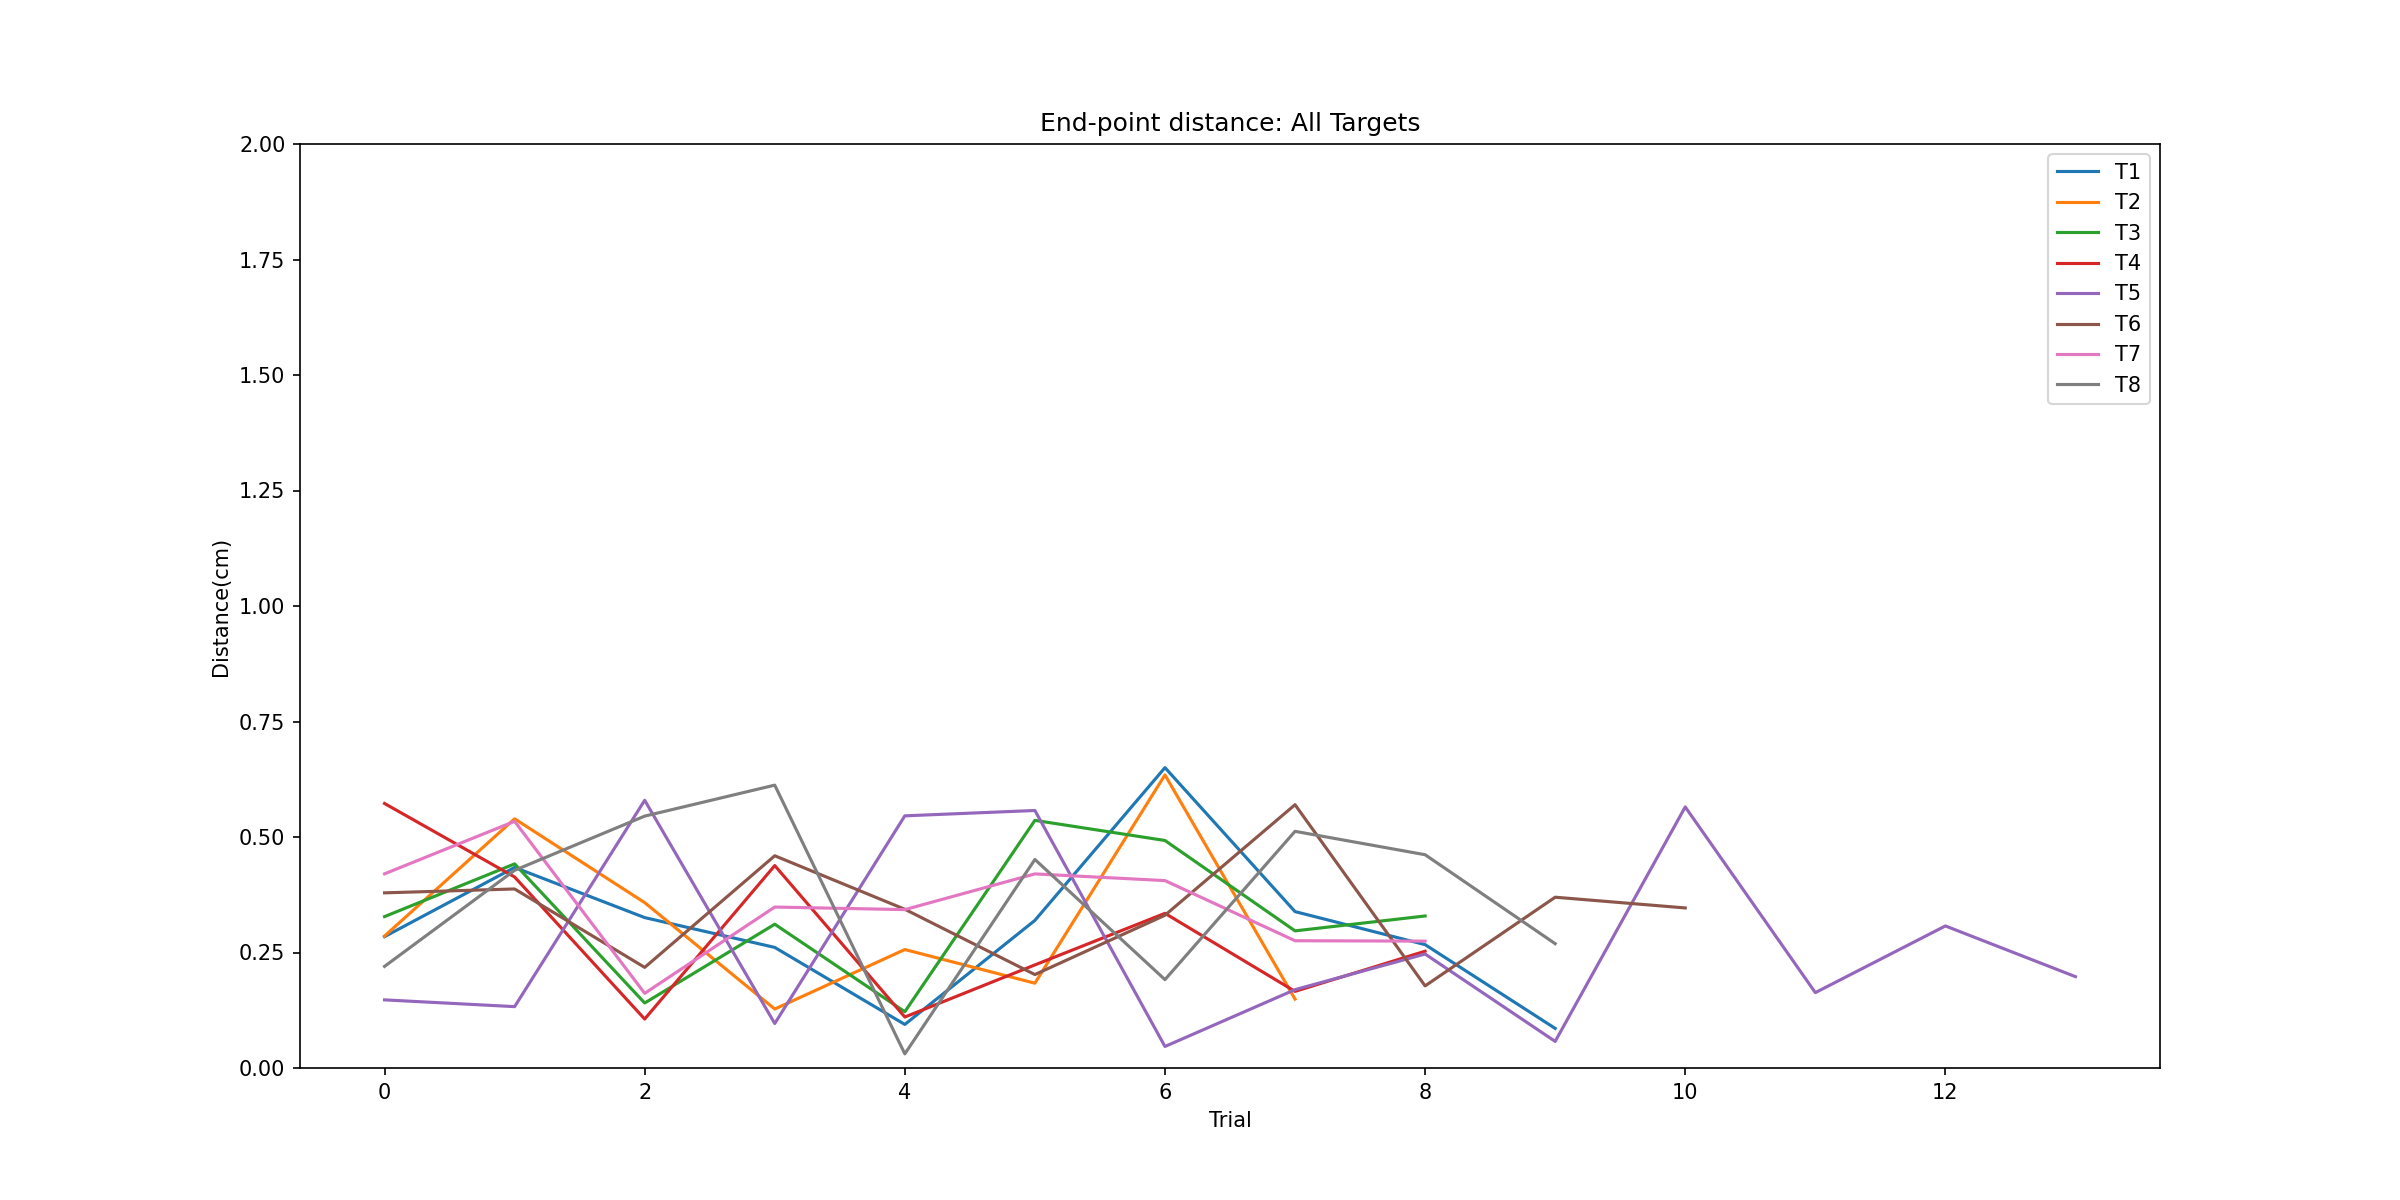 End-point distance: All Targets
2.00
1.75
1.50
1.25
1.00
0.75
0.50
0.25
0.00
Distance(cm)
0 2 4 6 8 10 12
Trial
T1
T2
T3
T4
T5
T6
T7
T8